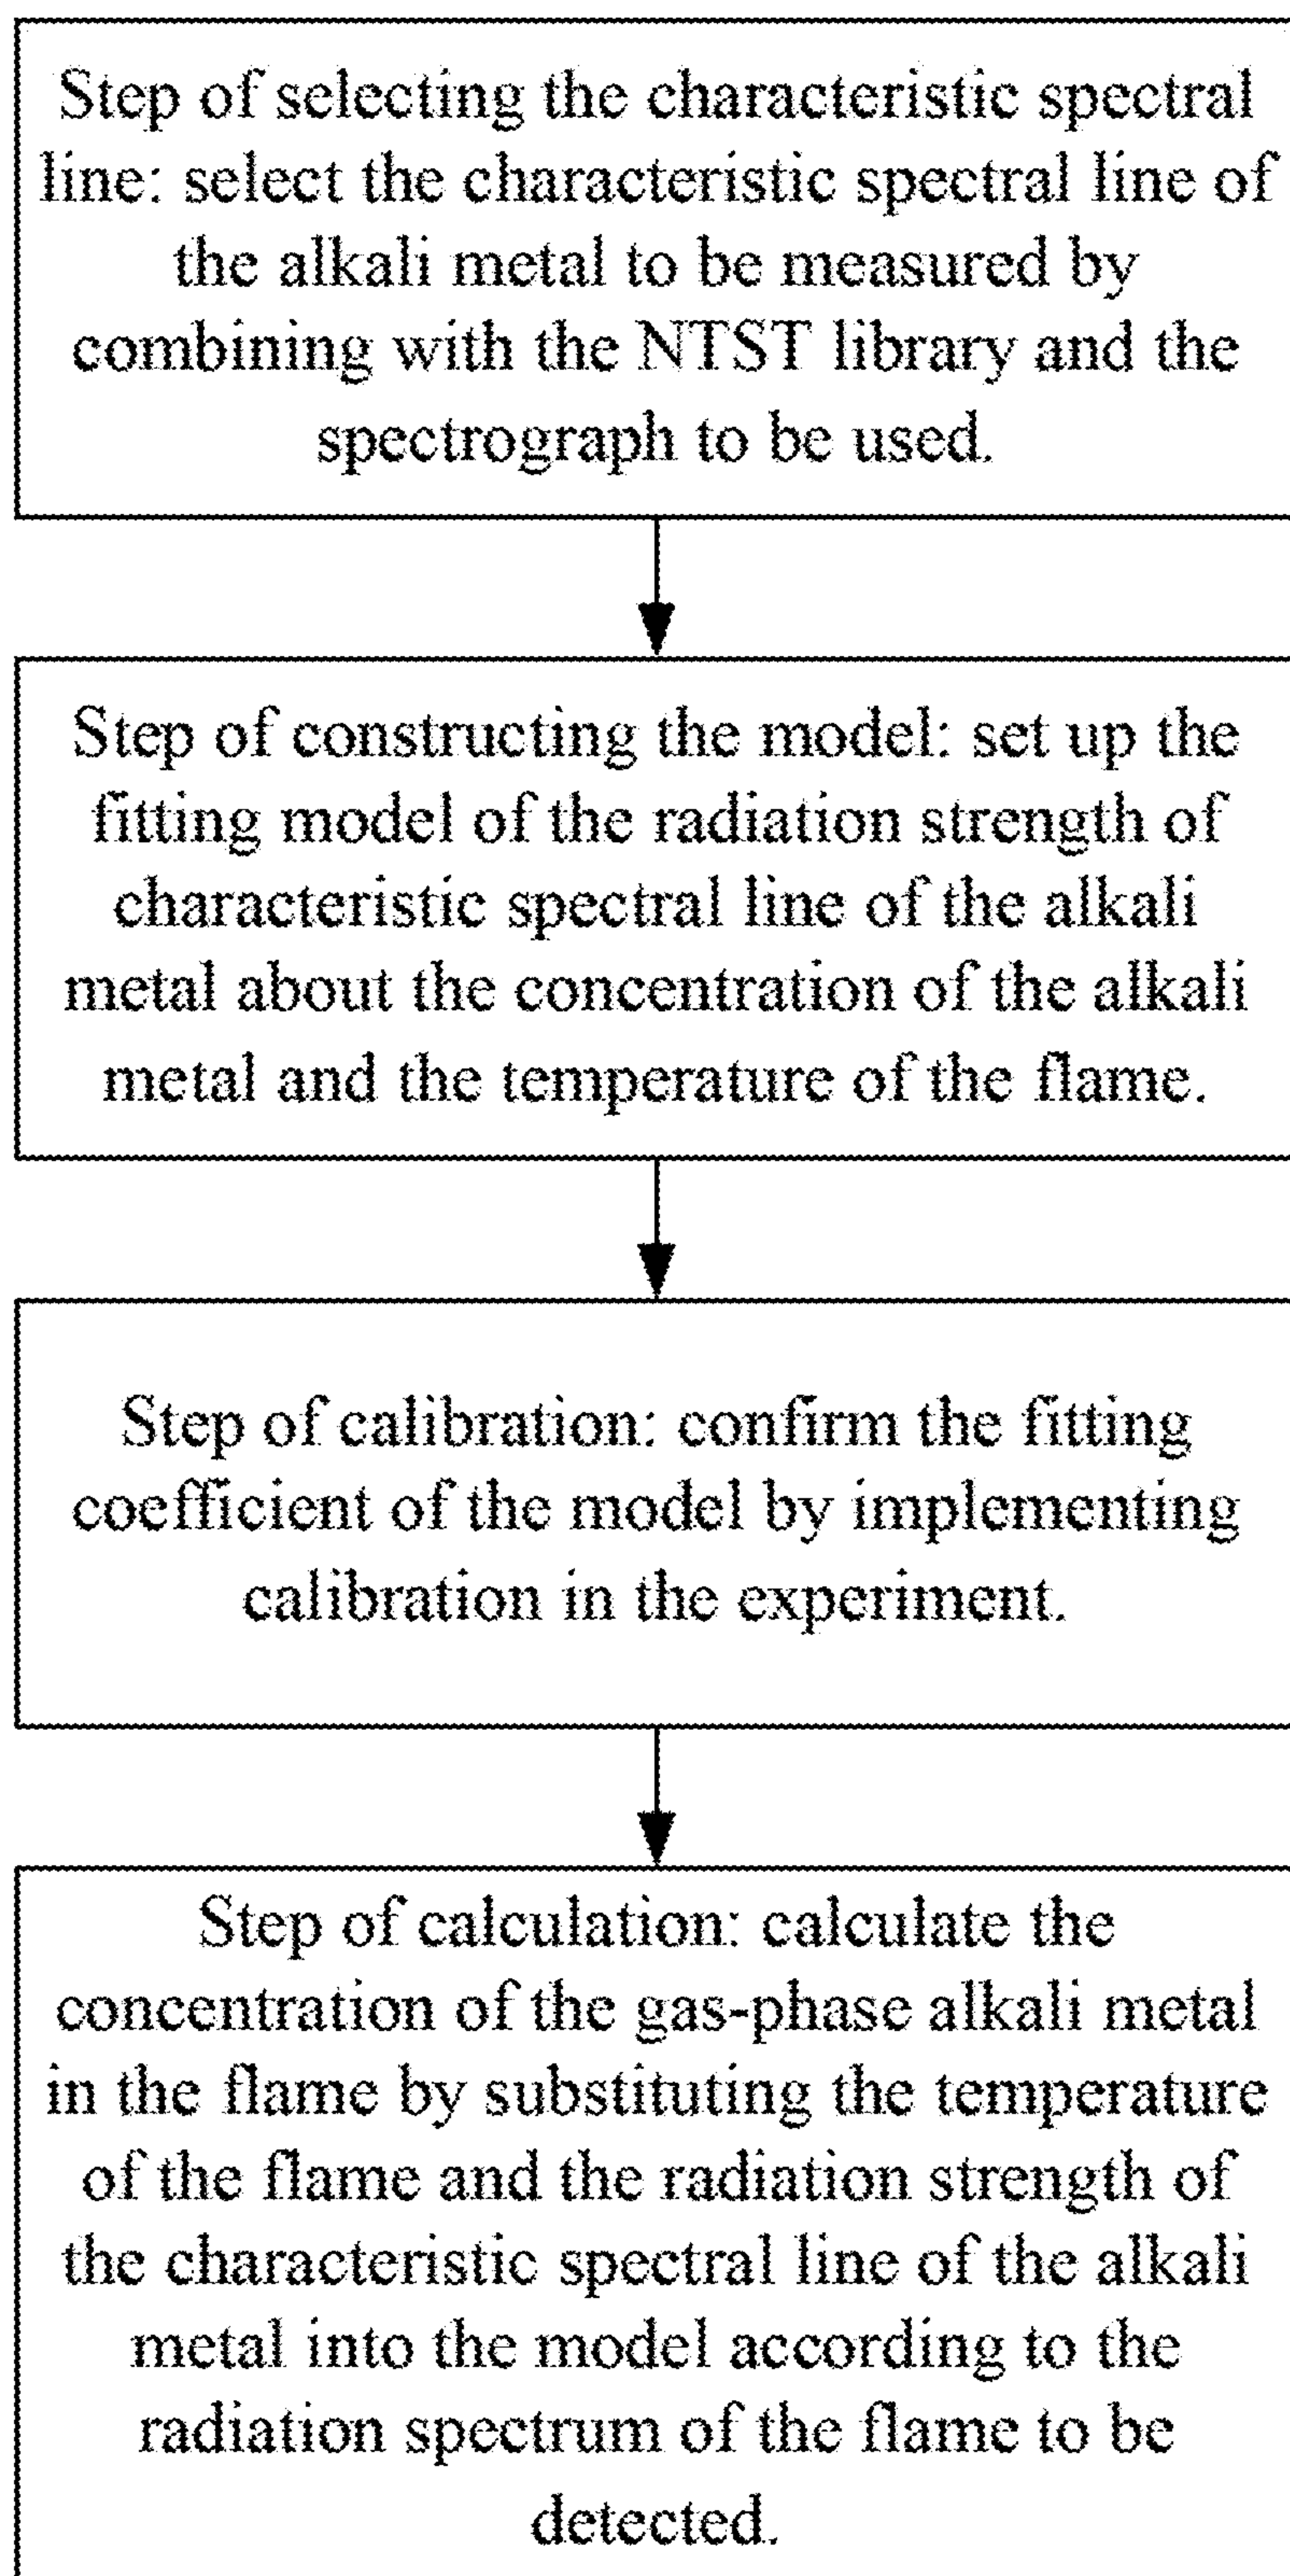 Step of selecting the characteristic spectral
line: select the characteristic spectral line of
the alkali metal to be measured by
combining with the NTST library and the
spectrograph to be used.
Step of constructing the model: set up the
fitting model of the radiation strength of
characteristic spectral line of the alkali
metal about the concentration of the alkali
metal and the temperature of the flame.
Step of calibration: confirm the fitting
coefficient of the model by implementing
calibration in the experiment.
Step of calculation: calculate the
concentration of the gas-phase alkali metal
in the flame by substituting the temperature
of the flame and the radiation strength of
the characteristic spectral line of the alkali
metal into the model according to the
radiation spectrum of the flame to be
detected.